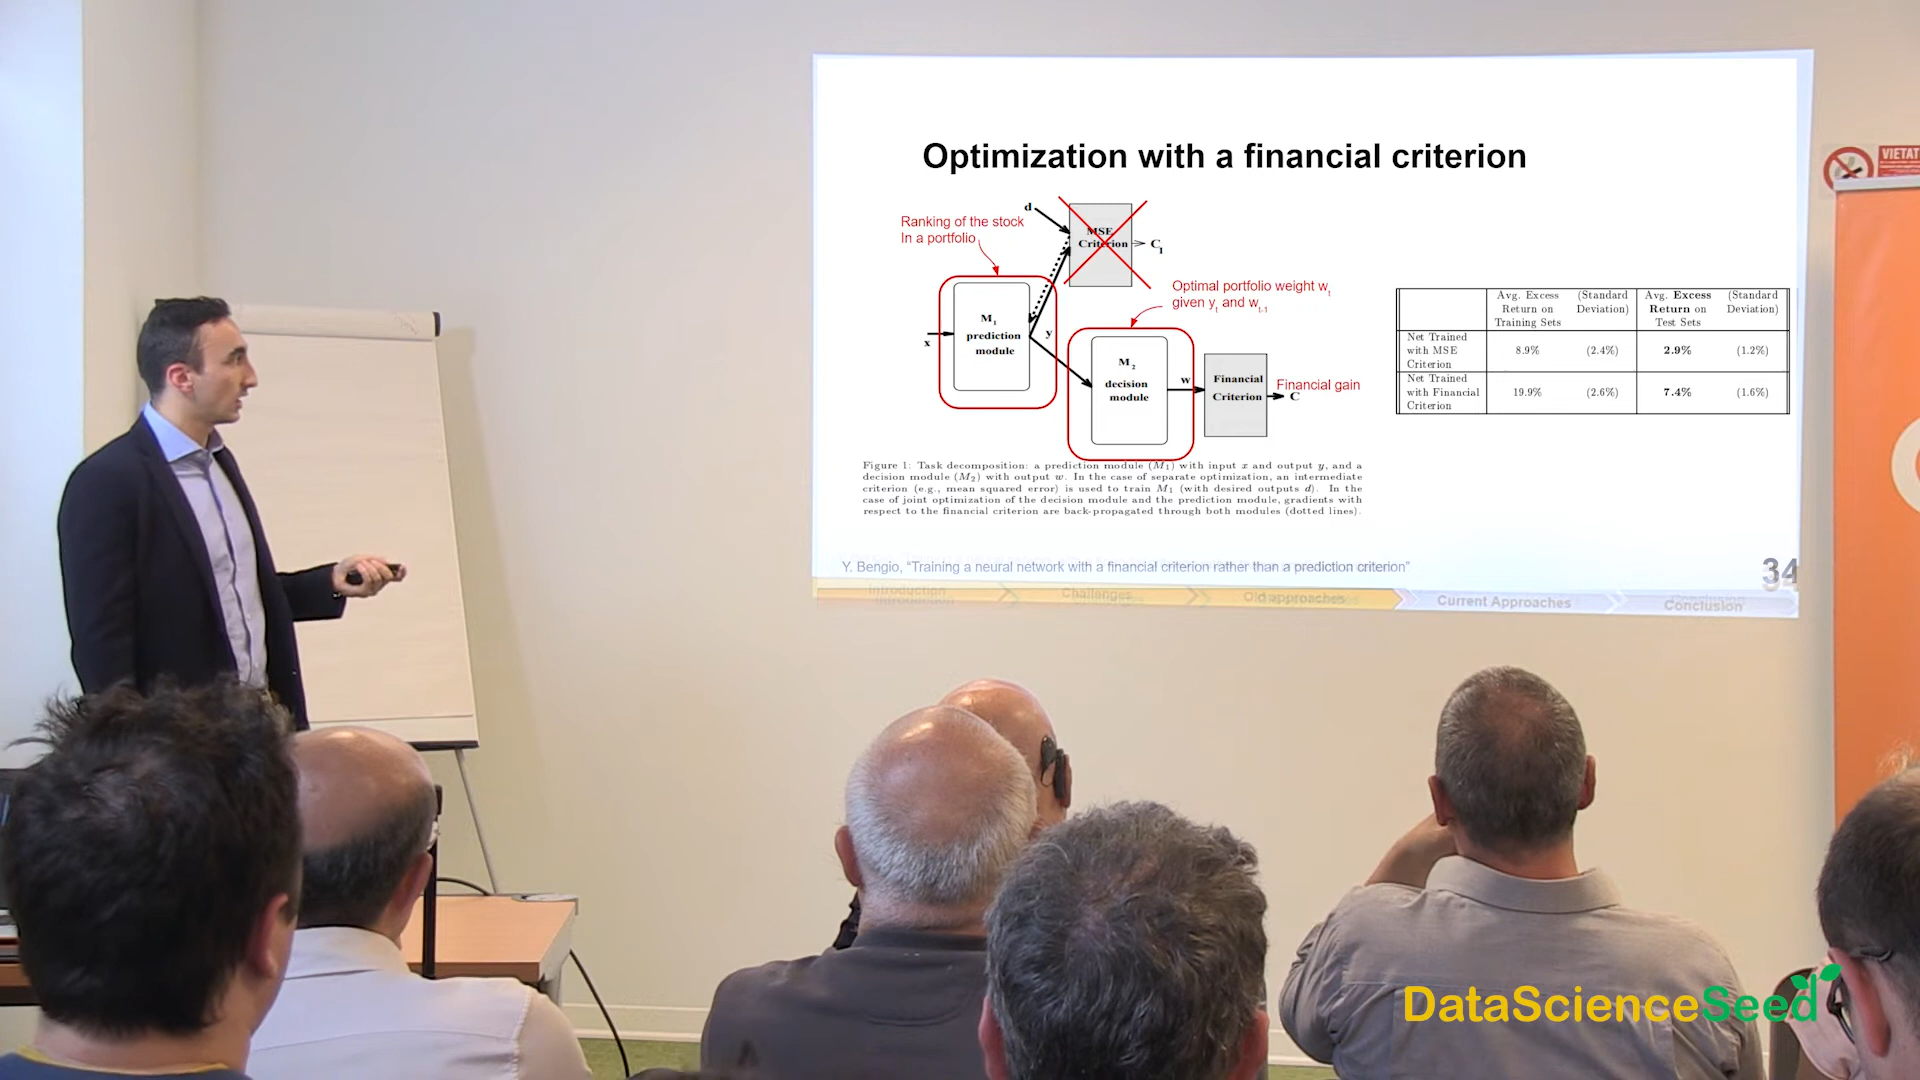 Optimization with a financial criterion
Ranking of the stock
In a portfolio
d
MSE
Criterion
C1
M1
prediction
module
x
y
Optimal portfolio weight wt
given yt and wt-1
M2
decision
module
w
Financial
Criterion
Financial gain
C
Avg. Excess Return on Training Sets
(Standard Deviation)
Avg. Excess Return on Test Sets
(Standard Deviation)
Net Trained with MSE Criterion
8.9%
(2.4%)
2.9%
(1.2%)
Net Trained with Financial Criterion
19.9%
(2.6%)
7.4%
(1.6%)
Figure 1: Task decomposition: a prediction module (M1) with input x and output y, and a
decision module (M2) with output w. In the case of separate optimization, an intermediate
criterion (e.g., mean squared error) is used to train M1 (with desired outputs d). In the
case of joint optimization of the decision module and the prediction module, gradients with
respect to the financial criterion are back-propagated through both modules (dotted lines).
Y. Bengio, "Training a neural network with a financial criterion rather than a prediction criterion"
34
Introduction
Challenges
Old approaches
Current Approaches
Conclusion
VIETAT
DataScienceSeed